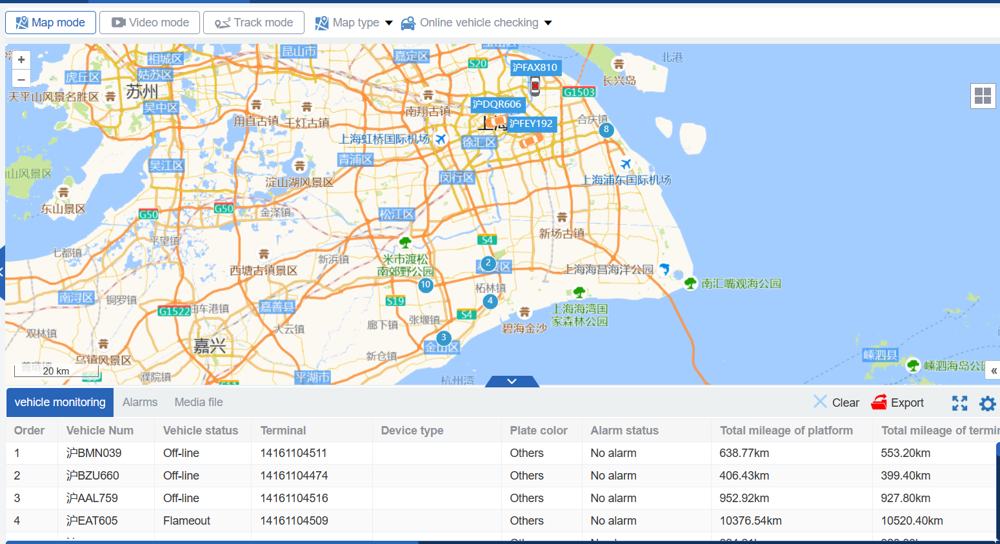 Map mode
Video mode
Track mode
Map type
Online vehicle checking
+
−
相城区
昆山市
嘉定区
S20
沪FAX810
北港
虎丘区
姑苏区
长兴岛
苏州
G1503
天平山风景名胜区
吴中区
南翔古镇
沪DQR606
甪直古镇
千灯古镇
沪FEY192
合庆镇
8
上海虹桥国际机场
徐汇区
青浦区
吴江区
山风景区
闵行区
淀山湖风景区
上海浦东国际机场
东山景区
G50
G50
金泽镇
松江区
新场古镇
平望镇
S4
七都镇
西塘古镇景区
新浜镇
米市渡松
南郊野公园
2
上海海昌海洋公园
南汇嘴观海公园
10
柘林镇
南浔区
铜罗镇
嘉善县
S19
4
G1522
油车港镇
上海海湾国
家森林公园
S4
张堰镇
廊下镇
碧海金沙
大云镇
双林镇
3
嘉兴
金山区
乌镇风景区
新仓镇
嵊泗县
嵊泗海岛公园
20 km
濮院镇
平湖市
杭州湾
«
vehicle monitoring
Alarms
Media file
Clear
Export
Order Vehicle Num Vehicle status Terminal Device type Plate color Alarm status Total mileage of platform Total mileage of termin
1 沪BMN039 Off-line 14161104511 Others No alarm 638.77km 553.20km
2 沪BZU660 Off-line 14161104474 Others No alarm 406.43km 399.40km
3 沪AAL759 Off-line 14161104516 Others No alarm 952.92km 927.80km
4 沪EAT605 Flameout 14161104509 Others No alarm 10376.54km 10520.40km